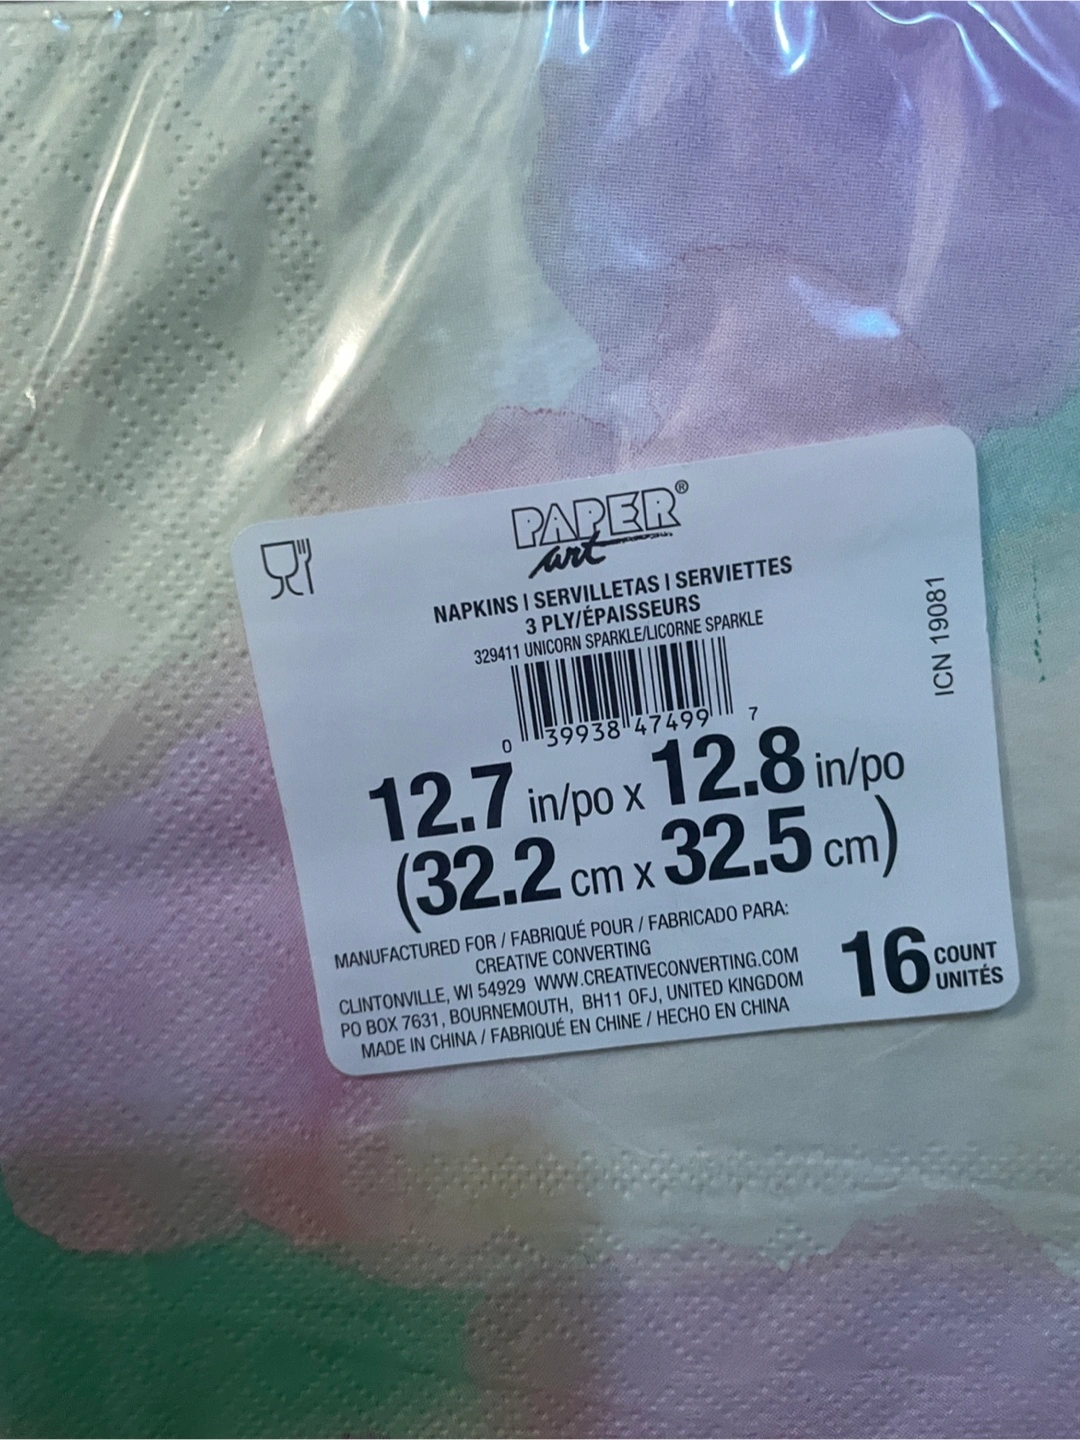 PAPER®
art
NAPKINS | SERVILLETAS | SERVIETTES
3 PLY/ÉPAISSEURS
329411 UNICORN SPARKLE/LICORNE SPARKLE
0 39938 47499 7
ICN 19081
12.7 in/po x 12.8 in/po
(32.2 cm x 32.5 cm)
MANUFACTURED FOR / FABRIQUÉ POUR / FABRICADO PARA:
CREATIVE CONVERTING
CLINTONVILLE, WI 54929 WWW.CREATIVECONVERTING.COM
PO BOX 7631, BOURNEMOUTH, BH11 OFJ, UNITED KINGDOM
MADE IN CHINA / FABRIQUÉ EN CHINE / HECHO EN CHINA
16 COUNT
UNITÉS